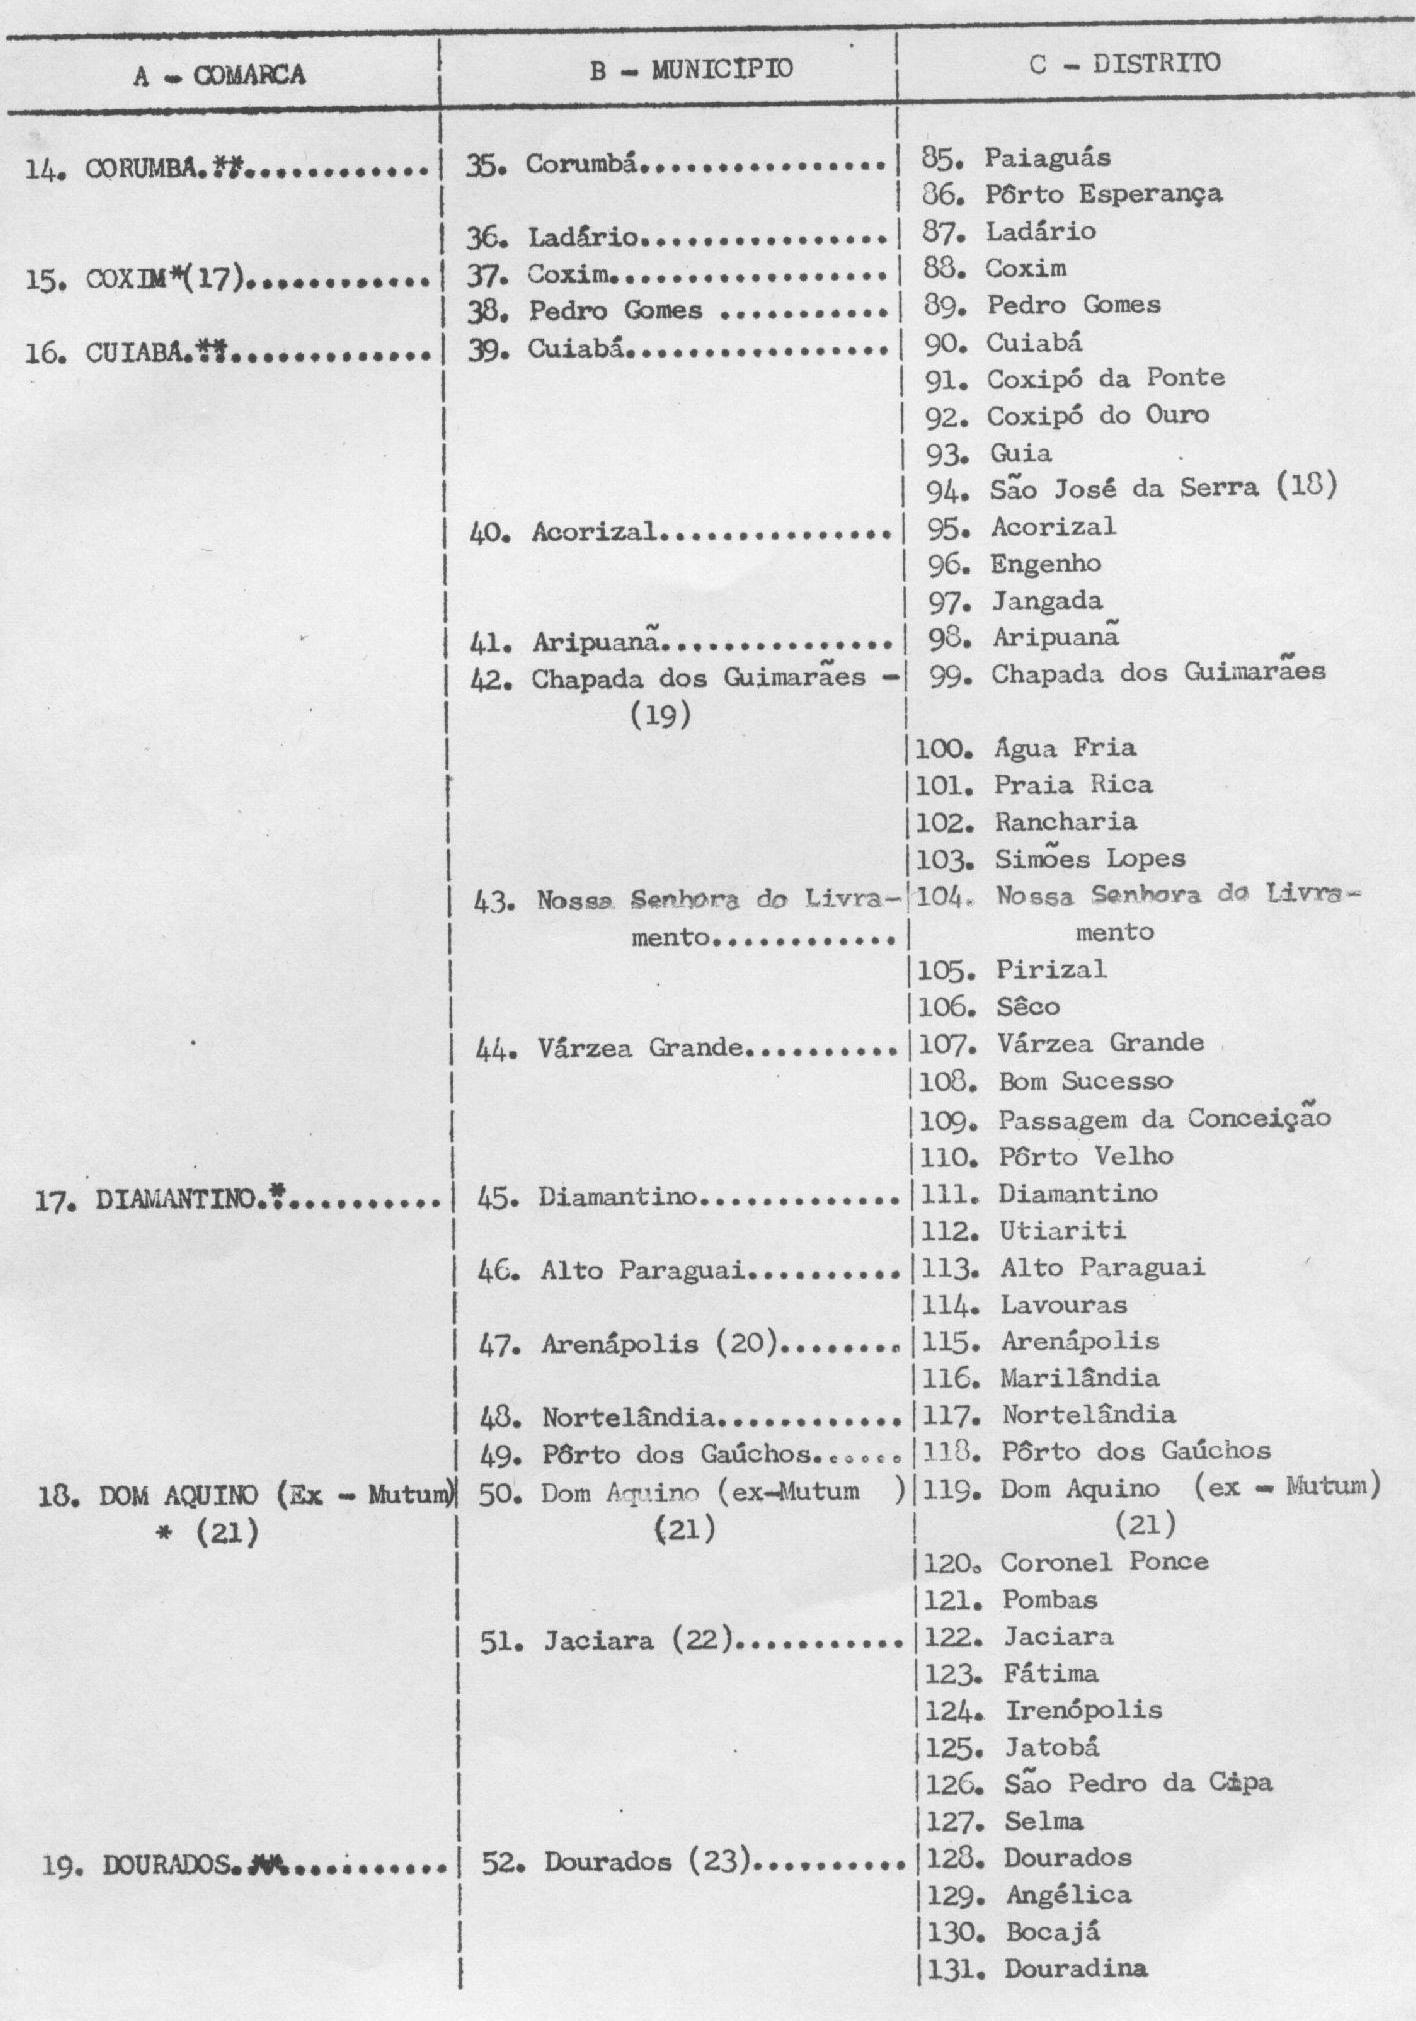 A - COMARCA | B - MUNICÍPIO | C - DISTRITO
14. CORUMBÁ.**............ | 35. Corumbá................ | 85. Paiaguás
86. Pôrto Esperança
36. Ladário................ | 87. Ladário
15. COXIM*(17)............ | 37. Coxim.................. | 88. Coxim
38. Pedro Gomes ........... | 89. Pedro Gomes
16. CUIABÁ.**............. | 39. Cuiabá................. | 90. Cuiabá
91. Coxipó da Ponte
92. Coxipó do Ouro
93. Guia
94. São José da Serra (18)
40. Acorizal............... | 95. Acorizal
96. Engenho
97. Jangada
41. Aripuanã............... | 98. Aripuanã
42. Chapada dos Guimarães - | 99. Chapada dos Guimarães
(19)
100. Água Fria
101. Praia Rica
102. Rancharia
103. Simões Lopes
43. Nossa Senhora do Livra- | 104. Nossa Senhora do Livra-
mento............ | mento
105. Pirizal
106. Sêco
44. Várzea Grande.......... | 107. Várzea Grande
108. Bom Sucesso
109. Passagem da Conceição
110. Pôrto Velho
17. DIAMANTINO.*.......... | 45. Diamantino............. | 111. Diamantino
112. Utiariti
46. Alto Paraguai.......... | 113. Alto Paraguai
114. Lavouras
47. Arenápolis (20)........ | 115. Arenápolis
116. Marilândia
48. Nortelândia............ | 117. Nortelândia
49. Pôrto dos Gaúchos...... | 118. Pôrto dos Gaúchos
18. DOM AQUINO (Ex - Mutum) | 50. Dom Aquino (ex-Mutum ) | 119. Dom Aquino (ex - Mutum)
* (21) | (21) | (21)
120. Coronel Ponce
121. Pombas
51. Jaciara (22)........... | 122. Jaciara
123. Fátima
124. Irenópolis
125. Jatobá
126. São Pedro da Cipa
127. Selma
19. DOURADOS.**........... | 52. Dourados (23).......... | 128. Dourados
129. Angélica
130. Bocajá
131. Douradina